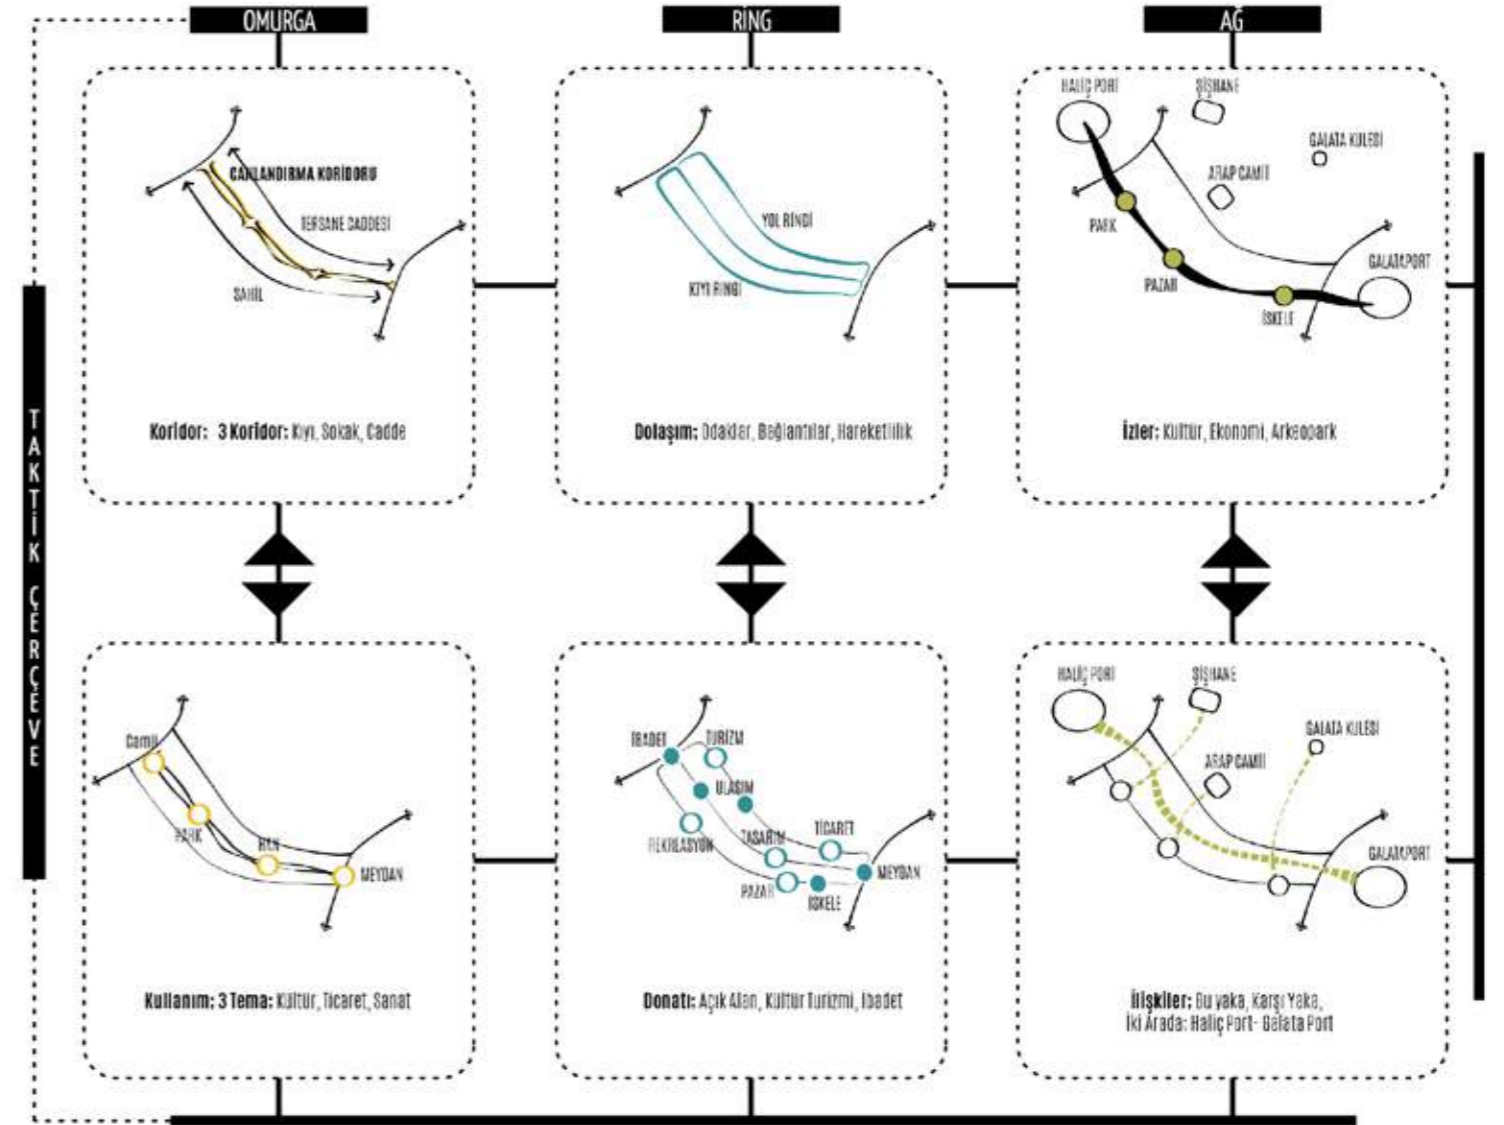 OMURGA
RİNG
AĞ
TAKTİK ÇERÇEVE
CANLANDIRMA KORİDORU
TERSANE CADDESİ
SAHİL
Koridor: 3 Koridor: Kıyı, Sokak, Cadde
YOL RİNGİ
KIYI RİNGİ
Dolaşım: Odaklar, Bağlantılar, Hareketlilik
HALİÇ PORT
ŞİŞHANE
GALATA KULESİ
ARAP CAMİİ
PARK
PAZAR
İSKELE
GALATAPORT
İzler: Kültür, Ekonomi, Arkeopark
Camii
PARK
HAN
MEYDAN
Kullanım: 3 Tema: Kültür, Ticaret, Sanat
İBADET
TURİZM
ULAŞIM
REKREASYON
TASARIM
TİCARET
PAZAR
İSKELE
MEYDAN
Donatı: Açık Alan, Kültür Turizmi, İbadet
HALİÇ PORT
ŞİŞHANE
GALATA KULESİ
ARAP CAMİİ
GALATAPORT
İlişkiler: Bu yaka, Karşı Yaka,
İki Arada: Haliç Port- Galata Port